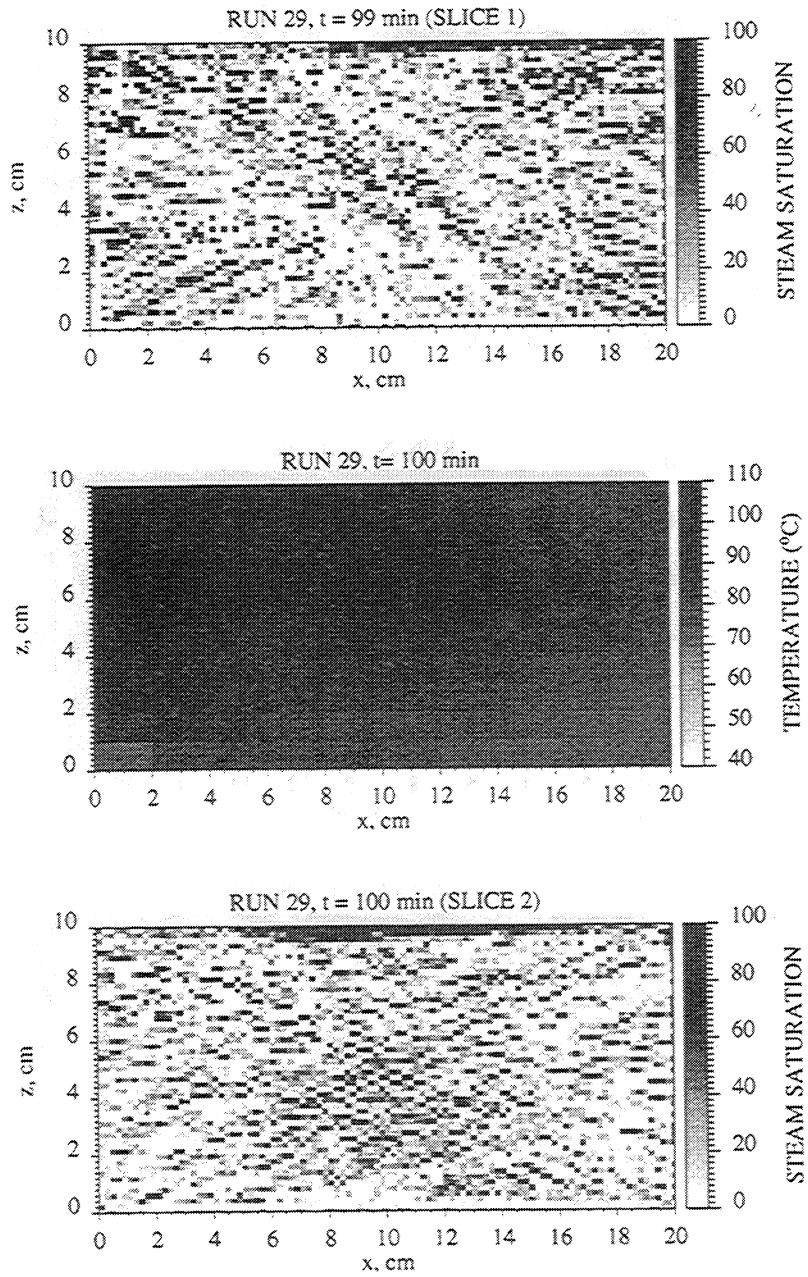 RUN 29, t = 99 min (SLICE 1)
10
8
6
4
2
0
z, cm
0 2 4 6 8 10 12 14 16 18 20
x, cm
100
80
60
40
20
0
STEAM SATURATION
RUN 29, t= 100 min
10
8
6
4
2
0
z, cm
0 2 4 6 8 10 12 14 16 18 20
x, cm
110
100
90
80
70
60
50
40
TEMPERATURE (ºC)
RUN 29, t = 100 min (SLICE 2)
10
8
6
4
2
0
z, cm
0 2 4 6 8 10 12 14 16 18 20
x, cm
100
80
60
40
20
0
STEAM SATURATION